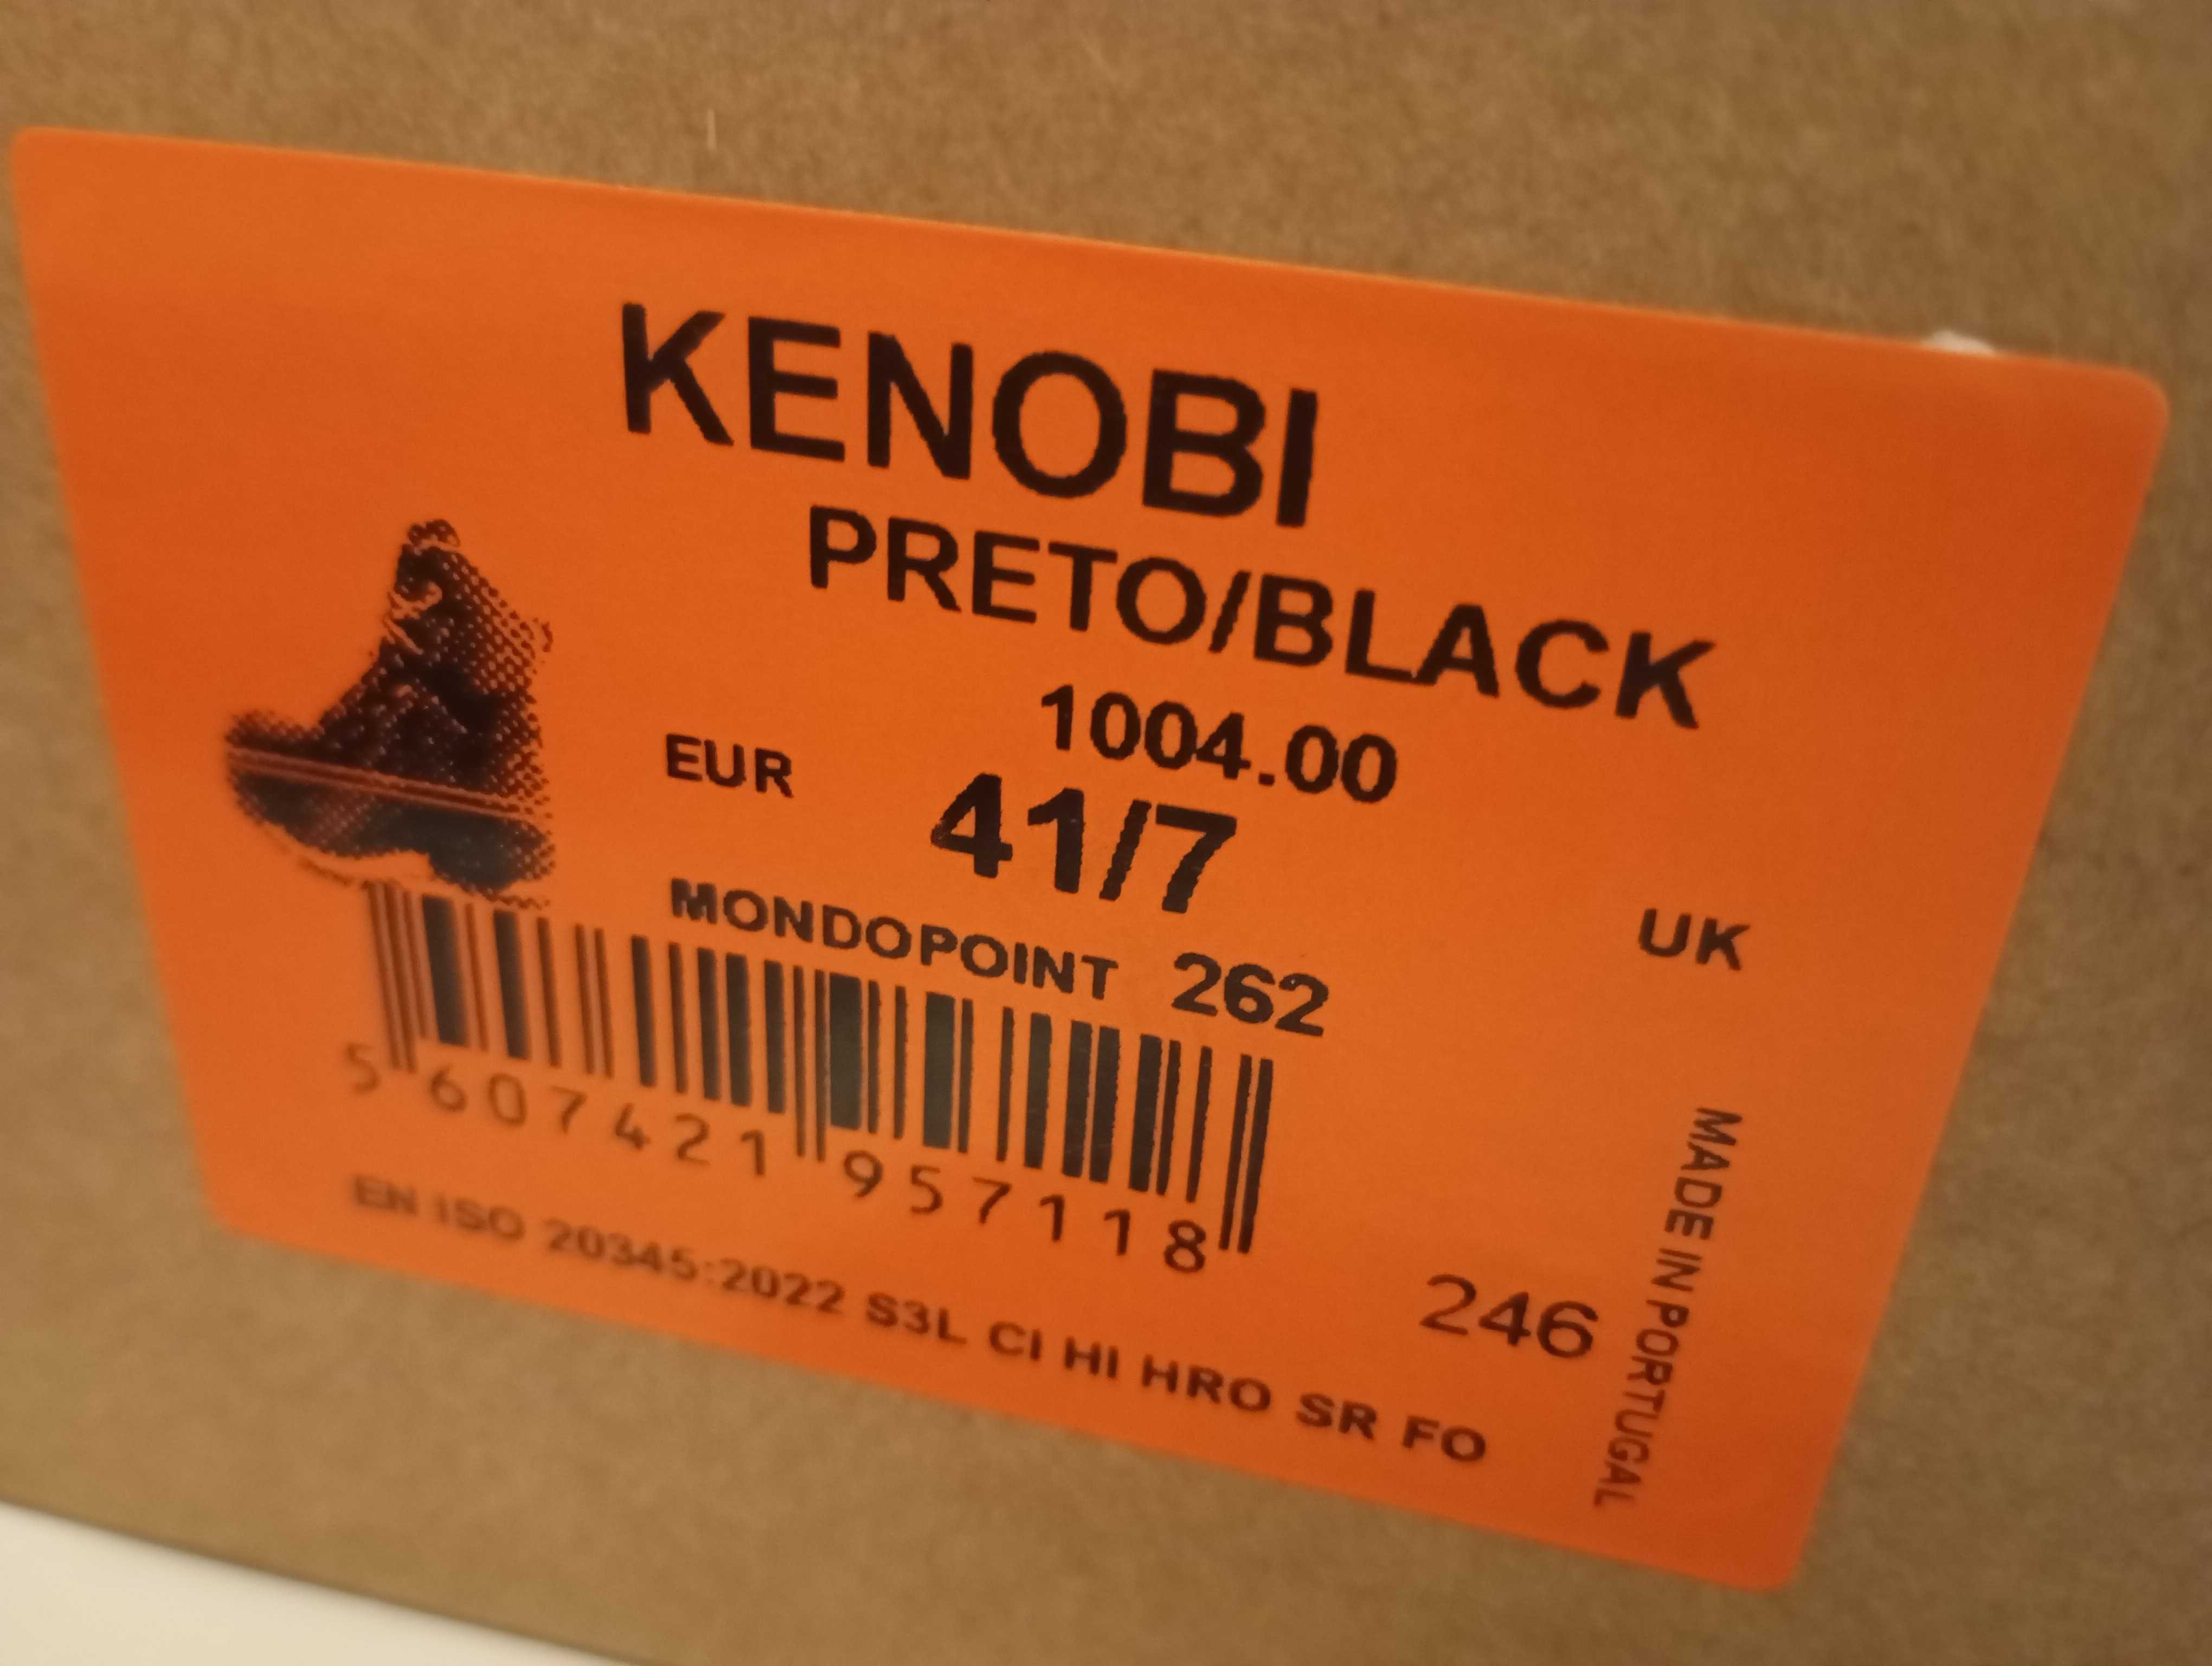 KENOBI
PRETO/BLACK
1004.00
EUR 41/7 UK
MONDOPOINT 262
5 607421 957118
246
EN ISO 20345:2022 S3L CI HI HRO SR FO
MADE IN PORTUGAL